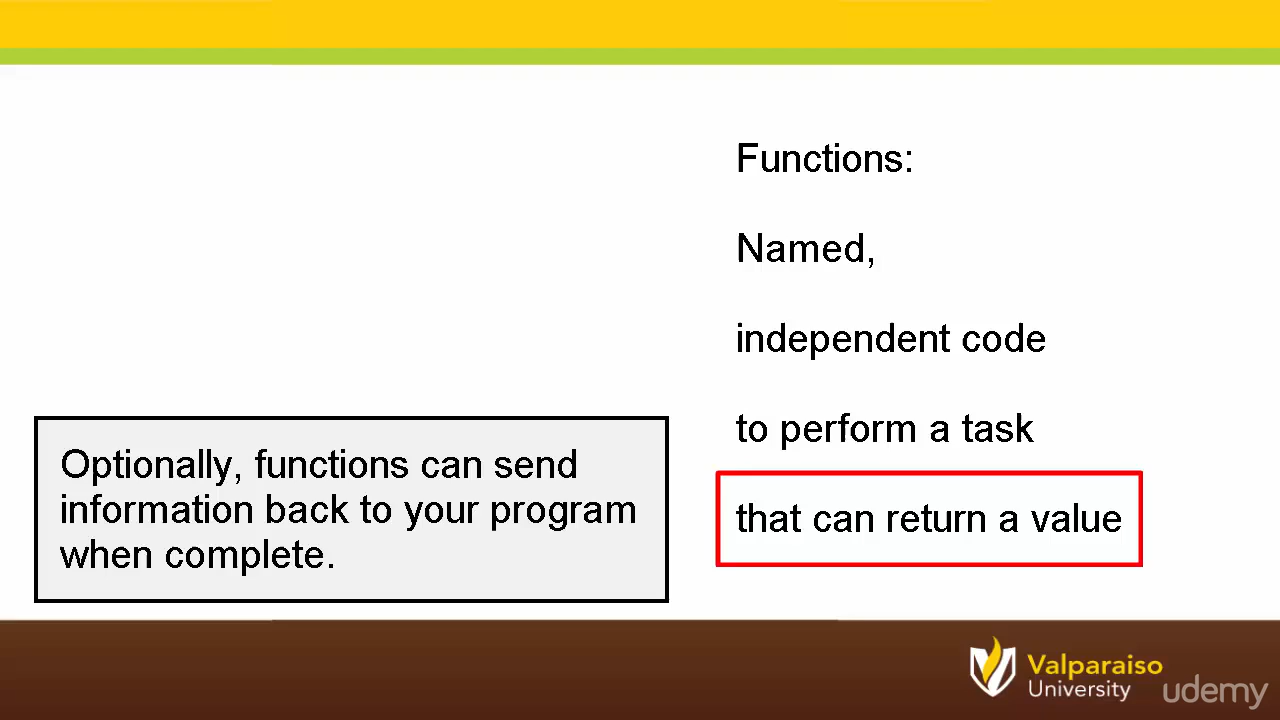 Functions:
Named,
independent code
to perform a task
that can return a value
Optionally, functions can send
information back to your program
when complete.
Valparaiso
University
udemy